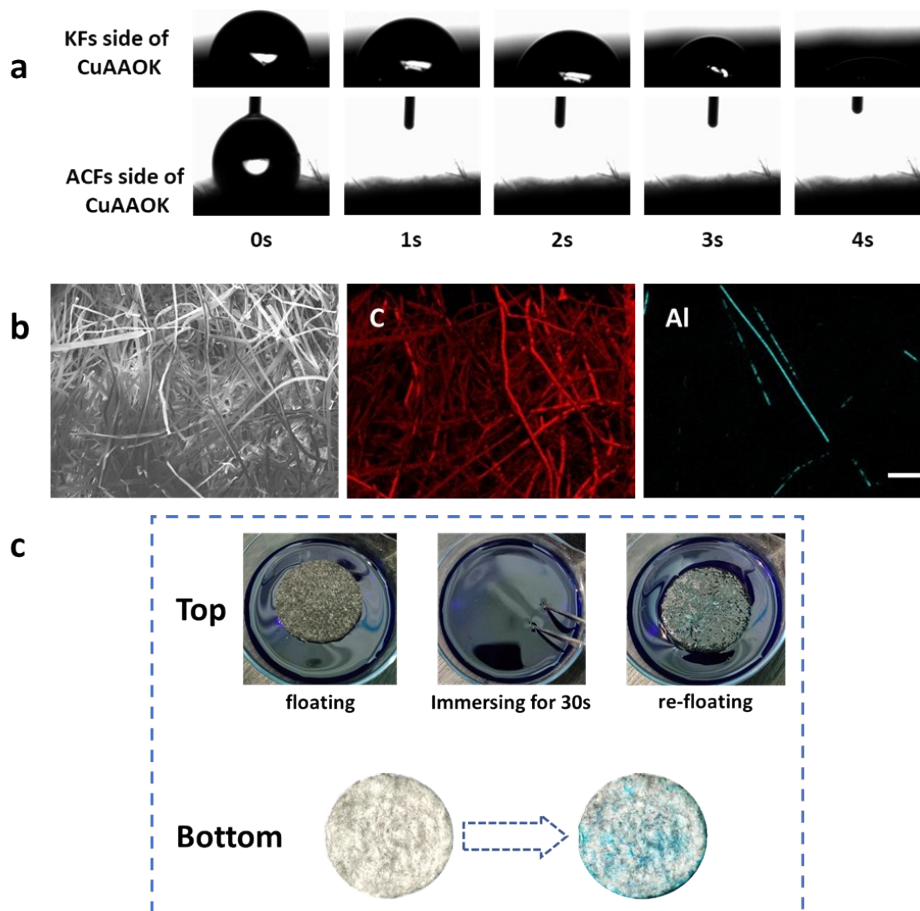 a
KFs side of
CuAAOK
ACFs side of
CuAAOK
0s
1s
2s
3s
4s
b
C
Al
c
Top
floating
Immersing for 30s
re-floating
Bottom